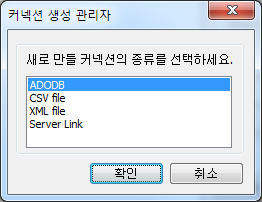 커넥션 생성 관리자
새로 만들 커넥션의 종류를 선택하세요.
ADODB
CSV file
XML file
Server Link
확인
취소